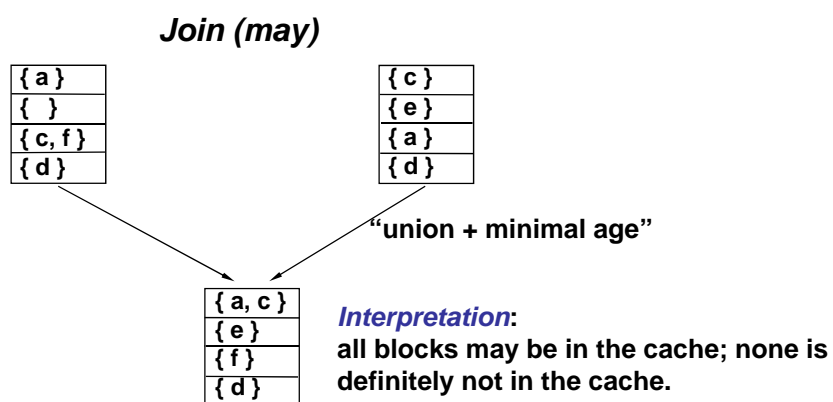 Join (may)
{ a }
{ }
{ c, f }
{ d }
{ c }
{ e }
{ a }
{ d }
“union + minimal age”
{ a, c }
{ e }
{ f }
{ d }
Interpretation:
all blocks may be in the cache; none is
definitely not in the cache.